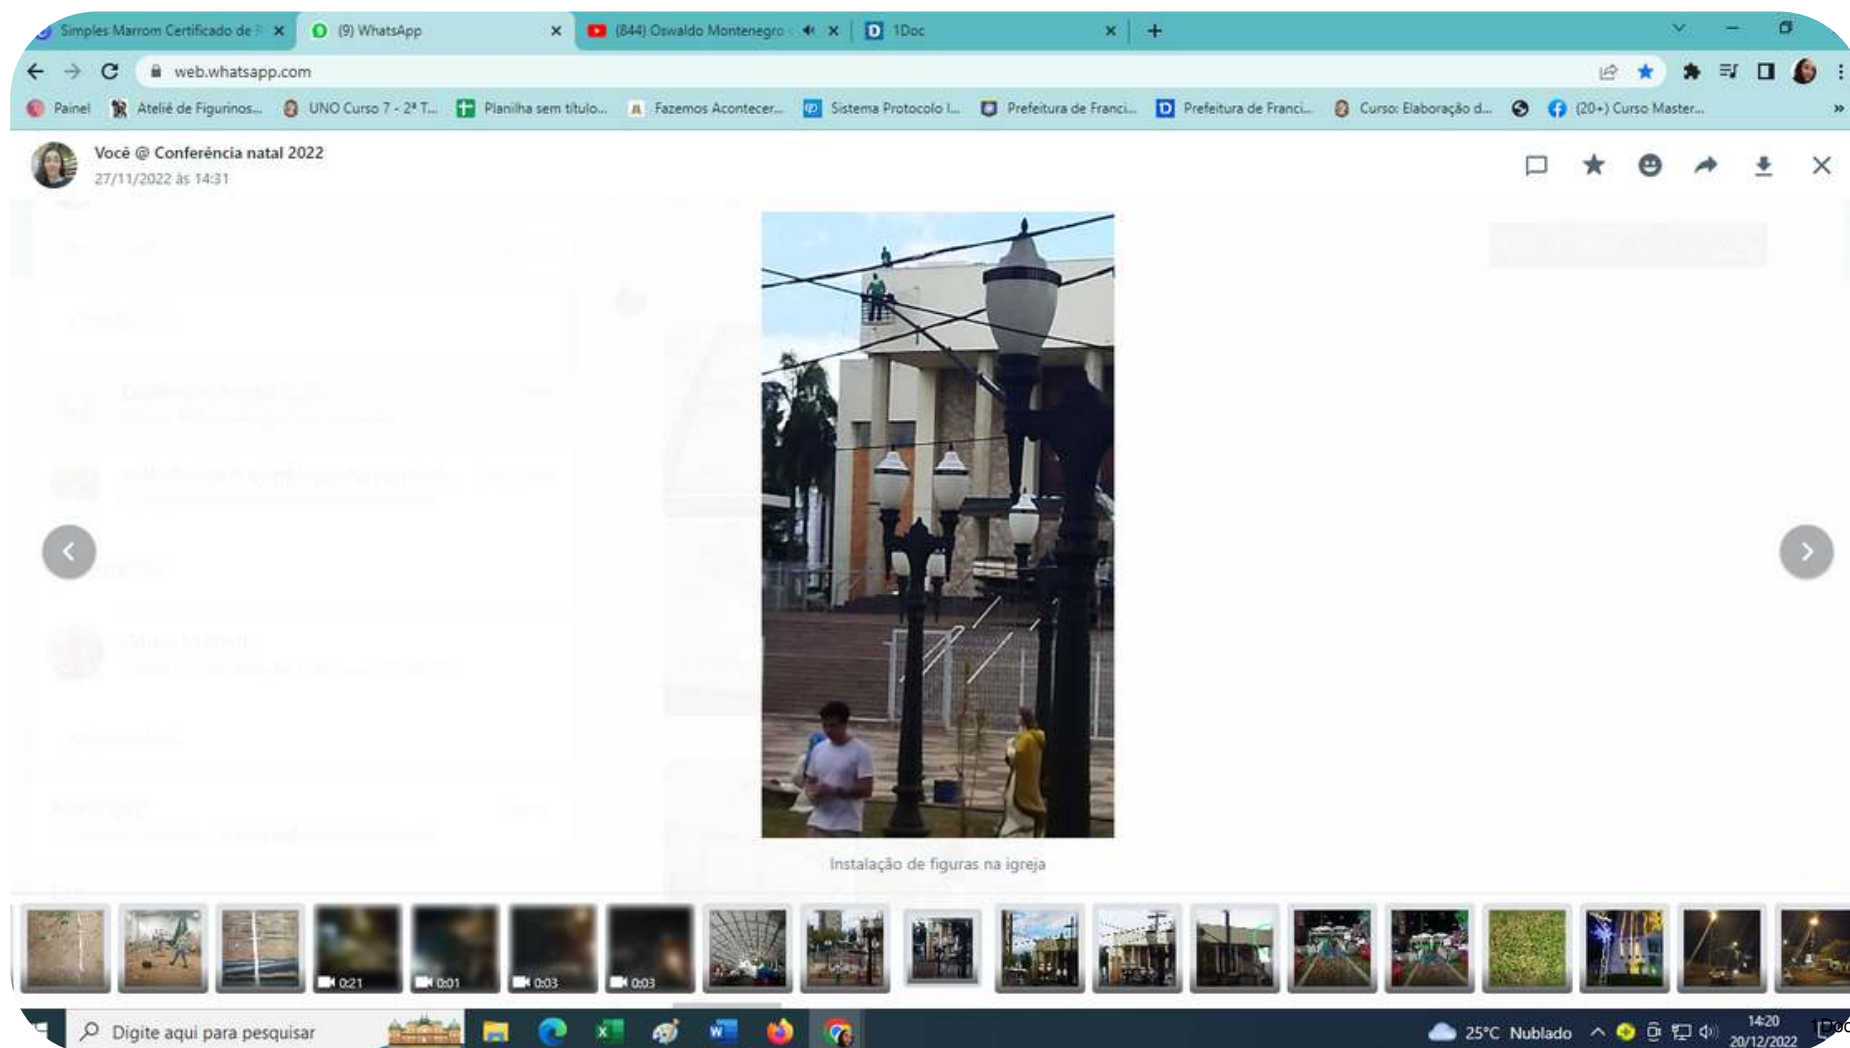 Simples Marrom Certificado de
(9) WhatsApp
(844) Oswaldo Montenegro
1Doc
web.whatsapp.com
Painel
Ateliê de Figurinos...
UNO Curso 7 - 2ª T...
Planilha sem título...
Fazemos Acontecer...
Sistema Protocolo I...
Prefeitura de Franci...
Prefeitura de Franci...
Curso: Elaboração d...
(20+) Curso Master...
Você @ Conferência natal 2022
27/11/2022 às 14:31
Instalação de figuras na igreja
0:21
0:01
0:03
0:03
Digite aqui para pesquisar
25°C Nublado
14:20
20/12/2022